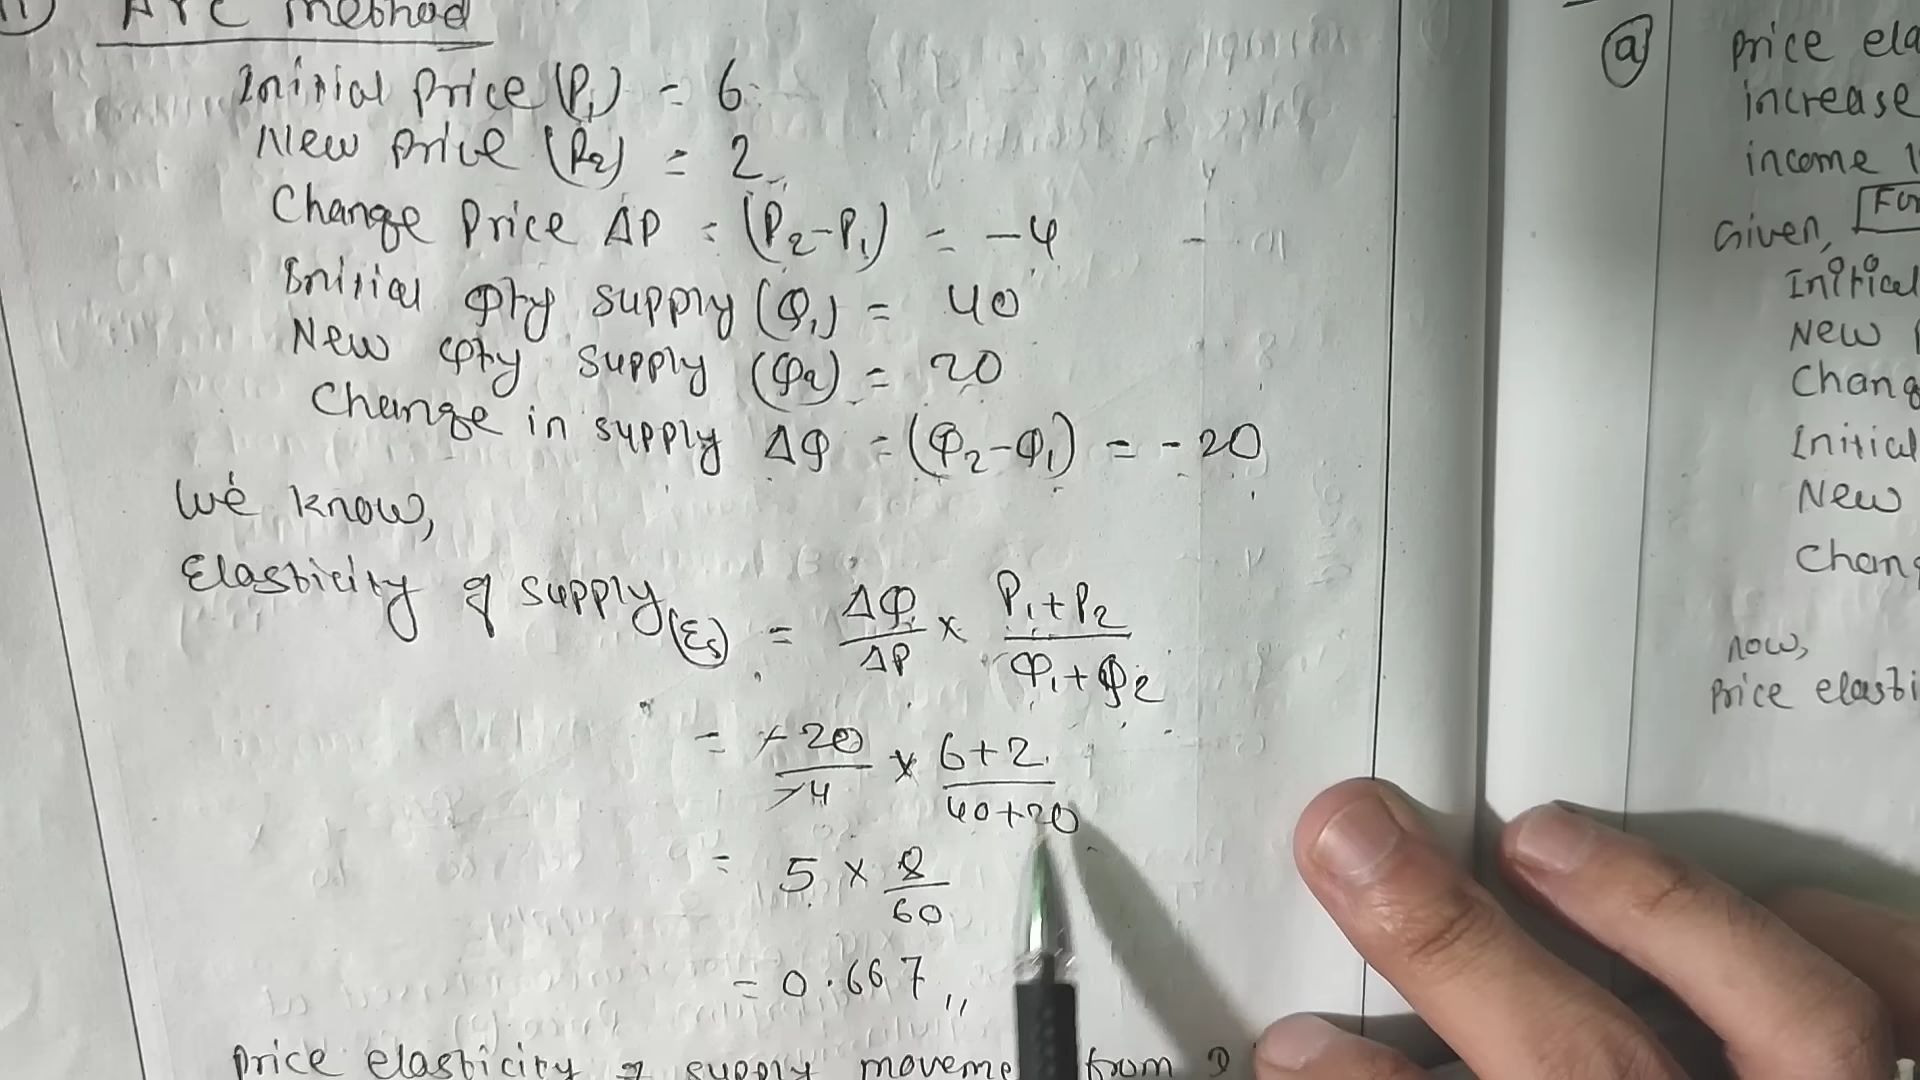 ARC method
Initial Price (P₁) = 6
New price (P₂) = 2
Change Price ΔP = (P₂-P₁) = -4
Initial Qty supply (Q₁) = 40
New Qty supply (Q₂) = 20
Change in supply ΔQ = (Q₂-Q₁) = -20
We know,
Elasticity of supply (Es) = ΔQ/ΔP × P₁+P₂/Q₁+Q₂
= -20/-4 × 6+2/40+20
= 5 × 8/60
= 0.667,,
Price elasticity of supply from
(a) Price ela
increase
income
Given,
Initial
New
Chang
Initial
New
Chang
now,
Price elasti